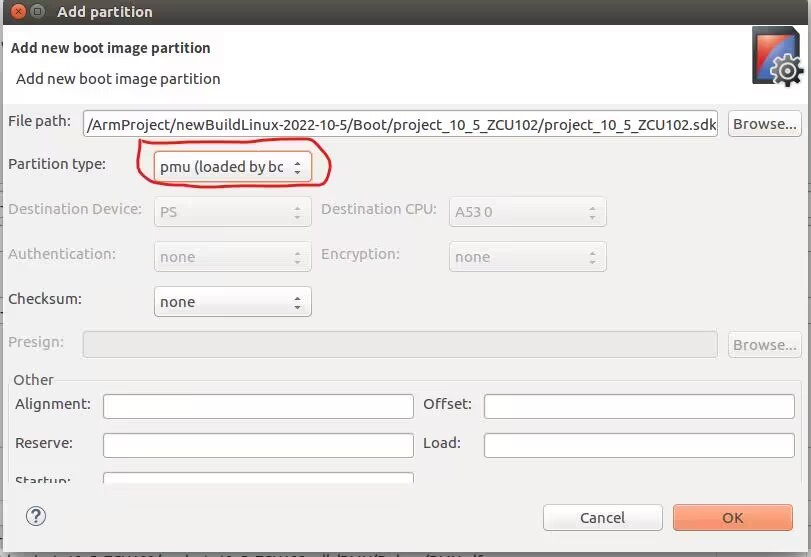 Add partition
Add new boot image partition
Add new boot image partition
File path: /ArmProject/newBuildLinux-2022-10-5/Boot/project_10_5_ZCU102/project_10_5_ZCU102.sdk Browse...
Partition type: pmu (loaded by bo
Destination Device: PS Destination CPU: A53 0
Authentication: none Encryption: none
Checksum: none
Presign: Browse...
Other
Alignment: Offset:
Reserve: Load:
Startup:
? Cancel OK